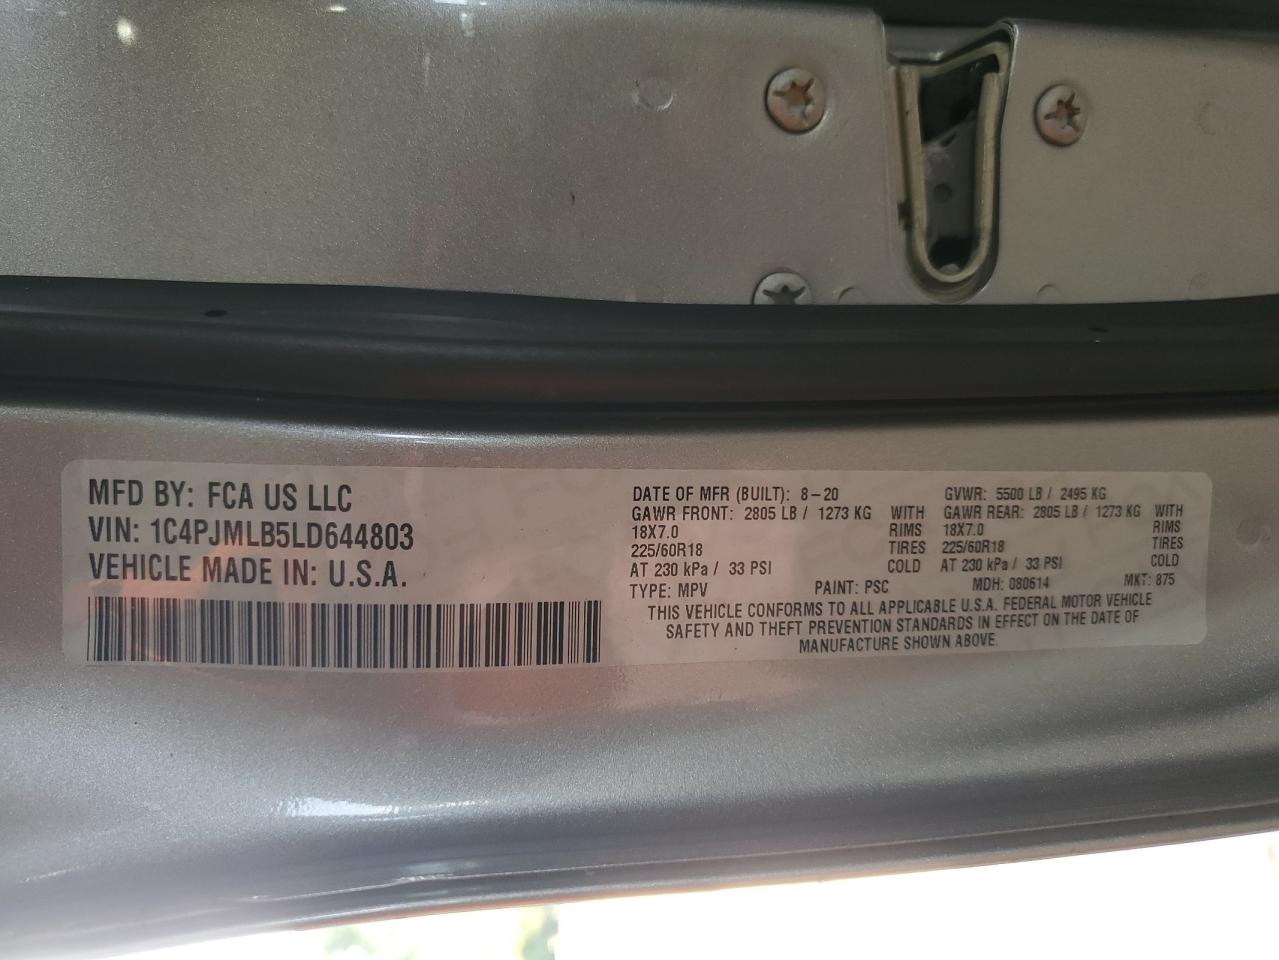 MFD BY: FCA US LLC
VIN: 1C4PJMLB5LD644803
VEHICLE MADE IN: U.S.A.
DATE OF MFR (BUILT): 8-20 GVWR: 5500 LB / 2495 KG
GAWR FRONT: 2805 LB / 1273 KG WITH GAWR REAR: 2805 LB / 1273 KG WITH
18X7.0 RIMS 18X7.0 RIMS
225/60R18 TIRES 225/60R18 TIRES
AT 230 kPa / 33 PSI COLD AT 230 kPa / 33 PSI COLD
TYPE: MPV PAINT: PSC MDH: 080614 MKT: 875
THIS VEHICLE CONFORMS TO ALL APPLICABLE U.S.A. FEDERAL MOTOR VEHICLE
SAFETY AND THEFT PREVENTION STANDARDS IN EFFECT ON THE DATE OF
MANUFACTURE SHOWN ABOVE.